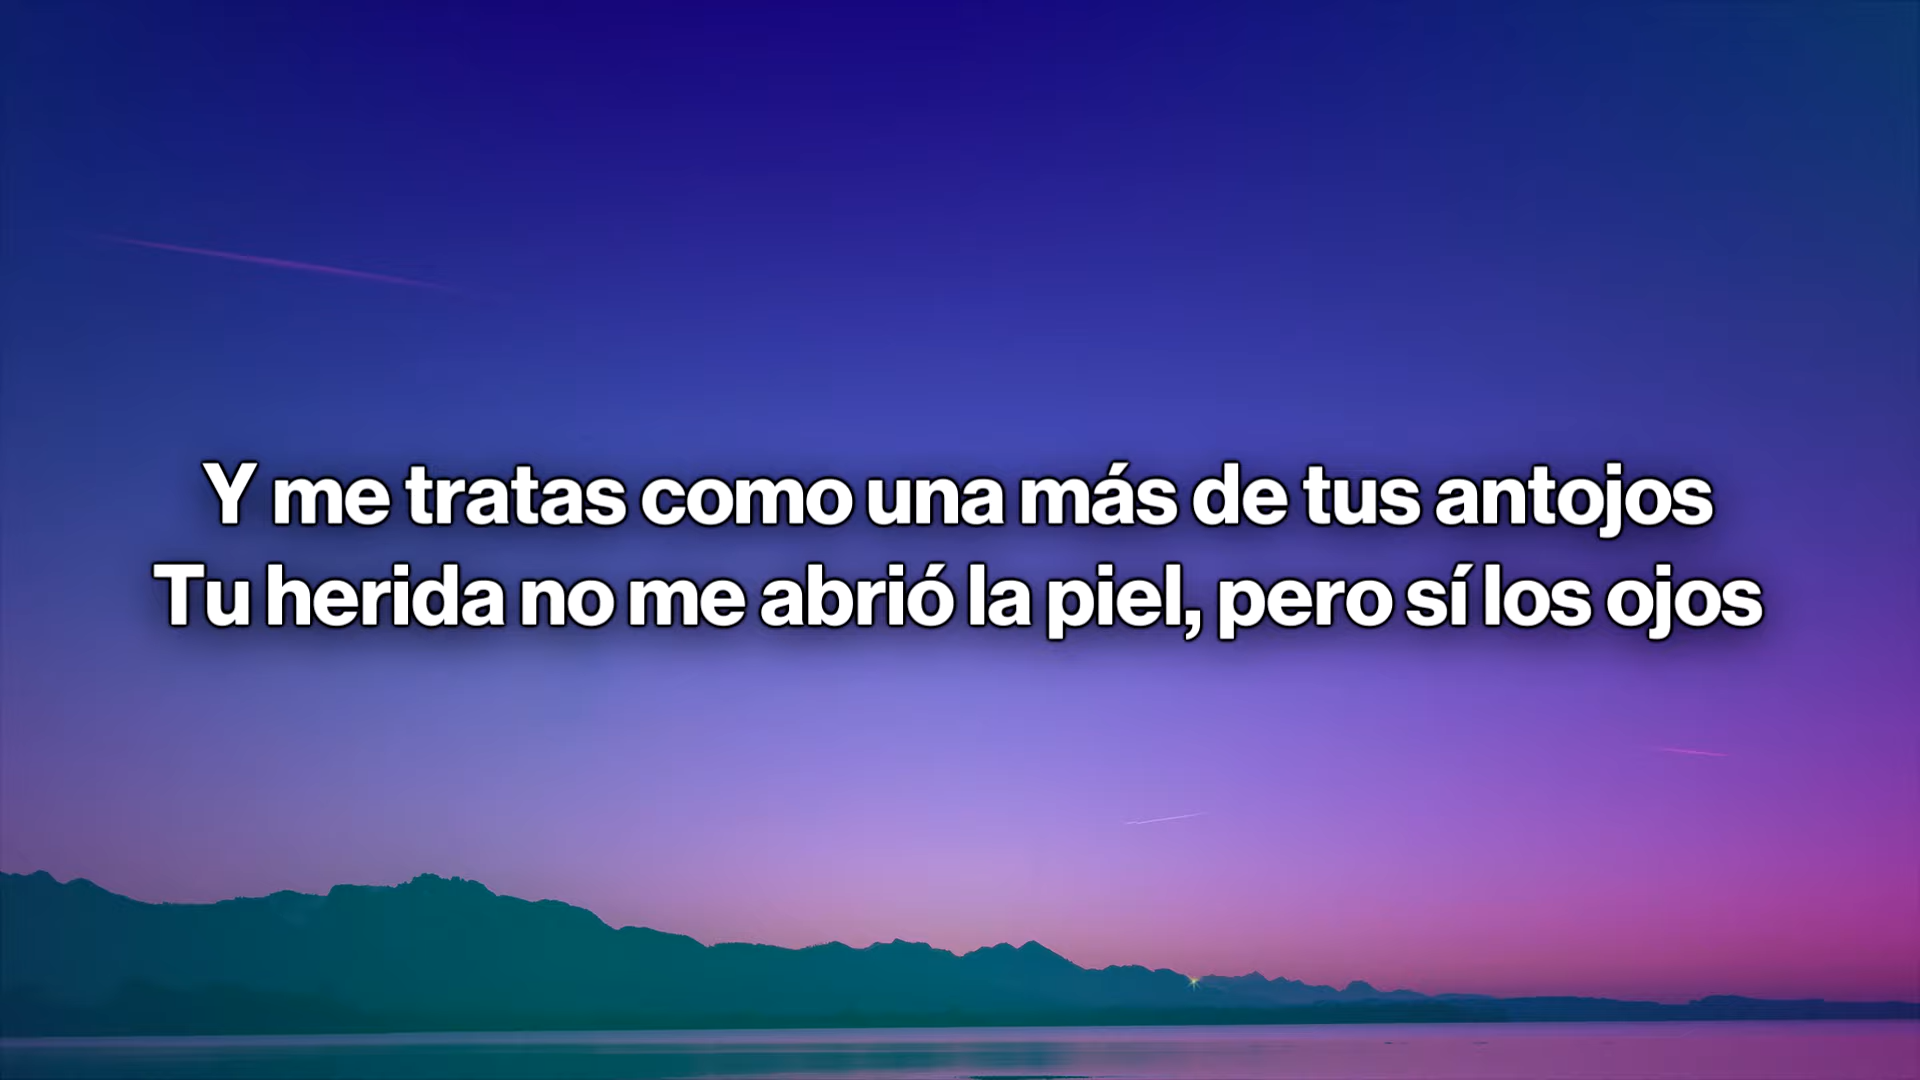 Y me tratas como una más de tus antojos
Tu herida no me abrió la piel, pero sí los ojos